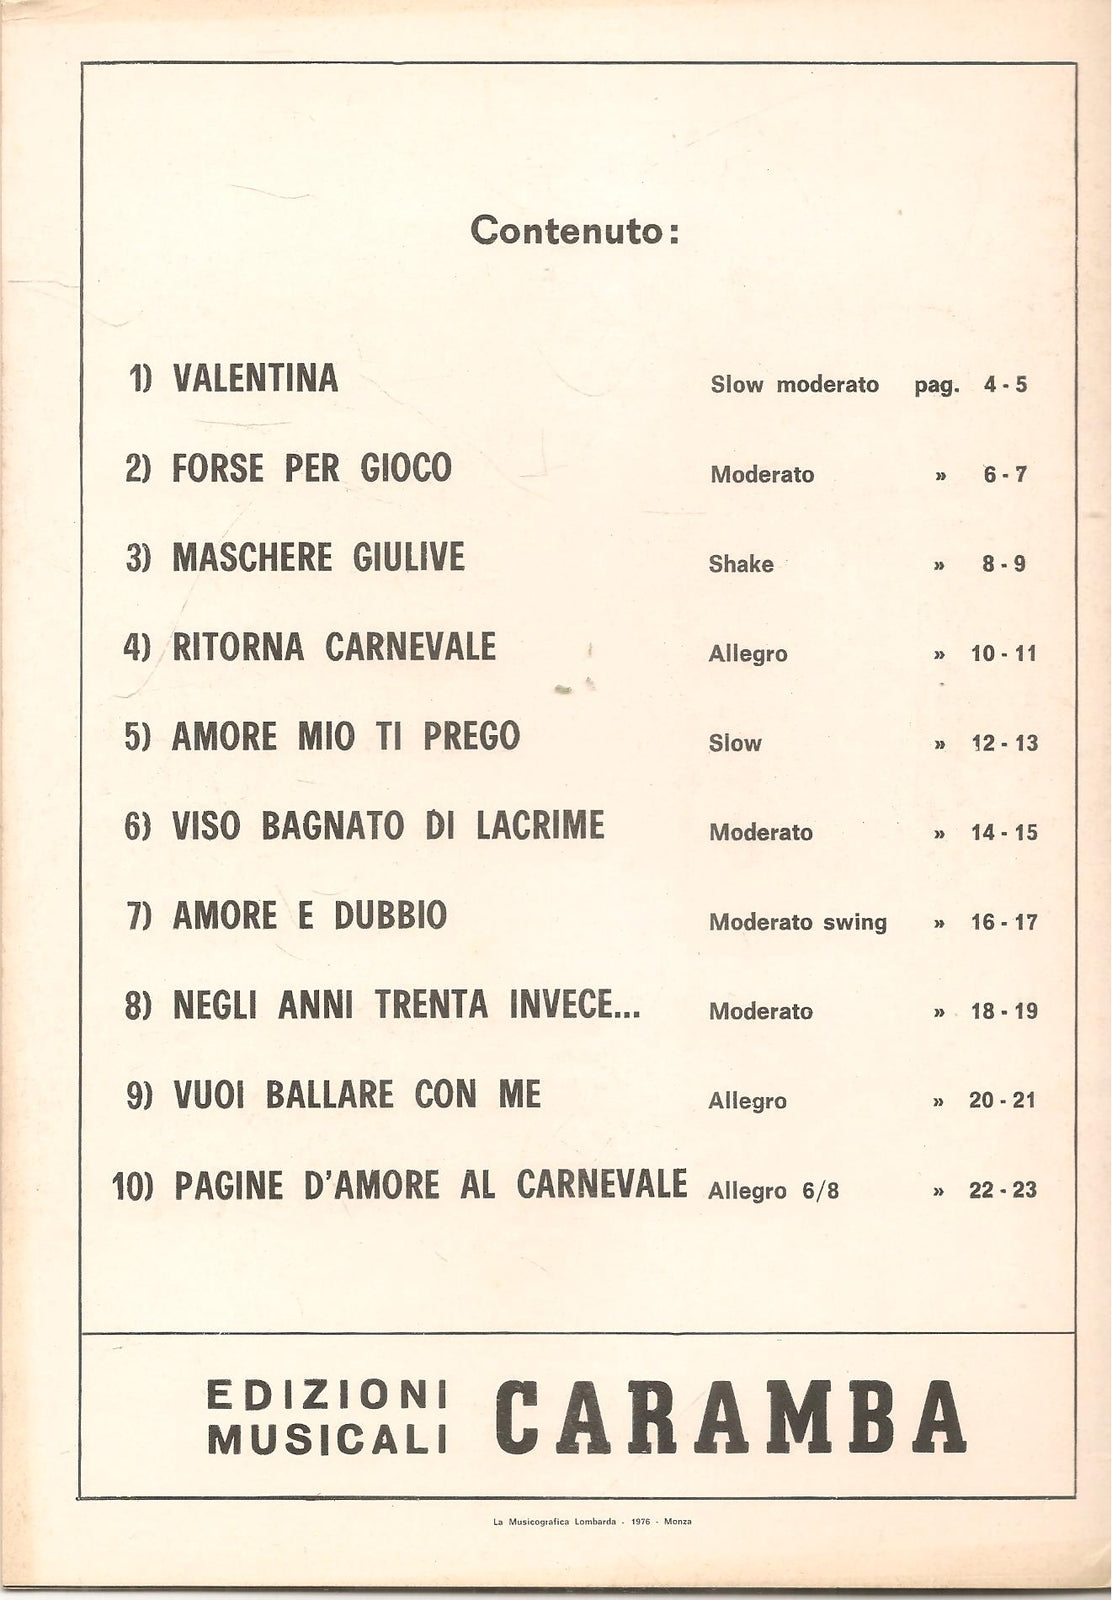 Contenuto:
1) VALENTINA Slow moderato pag. 4 - 5
2) FORSE PER GIOCO Moderato » 6 - 7
3) MASCHERE GIULIVE Shake » 8 - 9
4) RITORNA CARNEVALE Allegro » 10 - 11
5) AMORE MIO TI PREGO Slow » 12 - 13
6) VISO BAGNATO DI LACRIME Moderato » 14 - 15
7) AMORE E DUBBIO Moderato swing » 16 - 17
8) NEGLI ANNI TRENTA INVECE... Moderato » 18 - 19
9) VUOI BALLARE CON ME Allegro » 20 - 21
10) PAGINE D'AMORE AL CARNEVALE Allegro 6/8 » 22 - 23
EDIZIONI
MUSICALI CARAMBA
La Musicografica Lombarda - 1976 - Monza